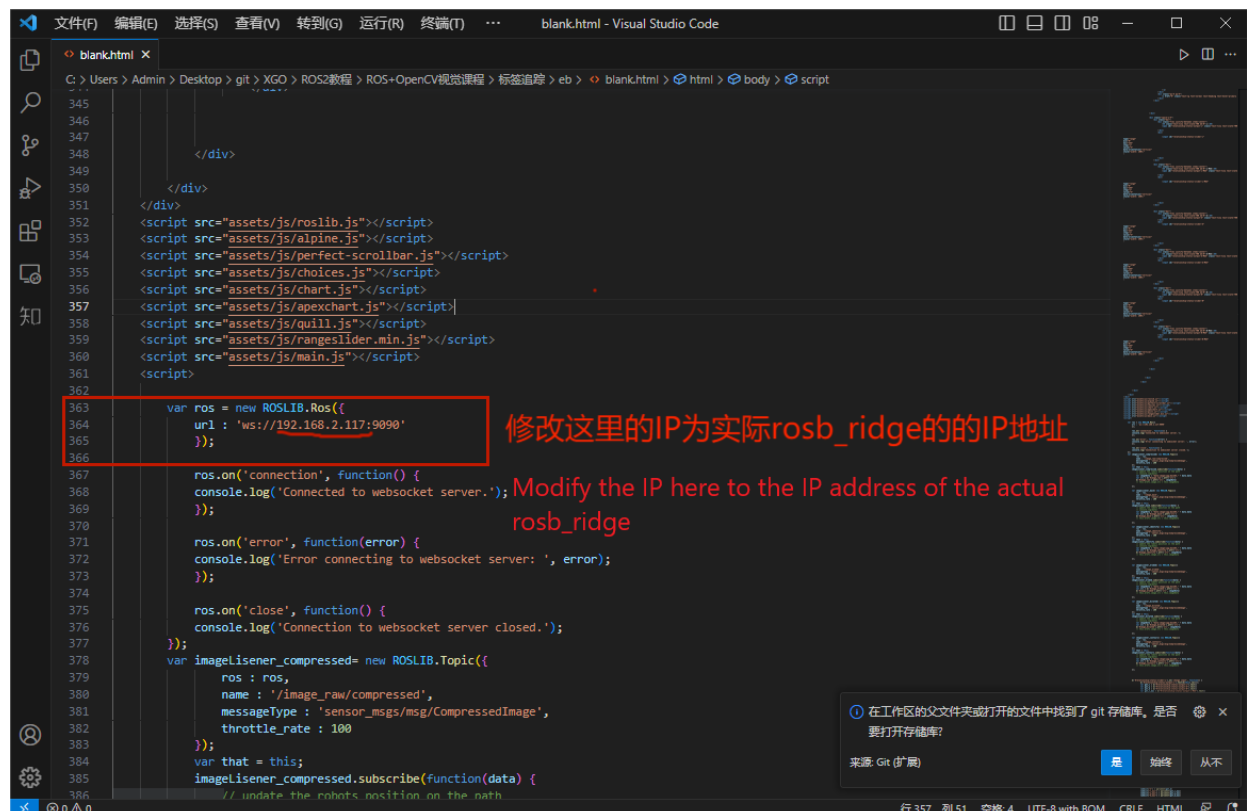 文件(F) 编辑(E) 选择(S) 查看(V) 转到(G) 运行(R) 终端(T) ··· blank.html - Visual Studio Code
<> blank.html ×
C: > Users > Admin > Desktop > git > XGO > ROS2教程 > ROS+OpenCV视觉课程 > 标签追踪 > eb > <> blank.html > html > body > script
345
346
347
348 </div>
349
350 </div>
351 </div>
352 <script src="assets/js/roslib.js"></script>
353 <script src="assets/js/alpine.js"></script>
354 <script src="assets/js/perfect-scrollbar.js"></script>
355 <script src="assets/js/choices.js"></script>
356 <script src="assets/js/chart.js"></script>
357 <script src="assets/js/apexchart.js"></script>
358 <script src="assets/js/quill.js"></script>
359 <script src="assets/js/rangeslider.min.js"></script>
360 <script src="assets/js/main.js"></script>
361 <script>
362
363 var ros = new ROSLIB.Ros({
364 url : 'ws://192.168.2.117:9090'
365 });
366
修改这里的IP为实际rosb_ridge的的IP地址
367 ros.on('connection', function() {
368 console.log('Connected to websocket server.');
369 });
Modify the IP here to the IP address of the actual
rosb_ridge
370
371 ros.on('error', function(error) {
372 console.log('Error connecting to websocket server: ', error);
373 });
374
375 ros.on('close', function() {
376 console.log('Connection to websocket server closed.');
377 });
378 var imageLisener_compressed= new ROSLIB.Topic({
379 ros : ros,
380 name : '/image_raw/compressed',
381 messageType : 'sensor_msgs/msg/CompressedImage',
382 throttle_rate : 100
383 });
384 var that = this;
385 imageLisener_compressed.subscribe(function(data) {
386 // update the robots position on the path
知
在工作区的父文件夹或打开的文件中找到了 git 存储库。是否
要打开存储库?
来源: Git (扩展)
是 始终 从不
0 0 行 357, 列 51 空格: 4 UTF-8 with BOM CRLF HTML